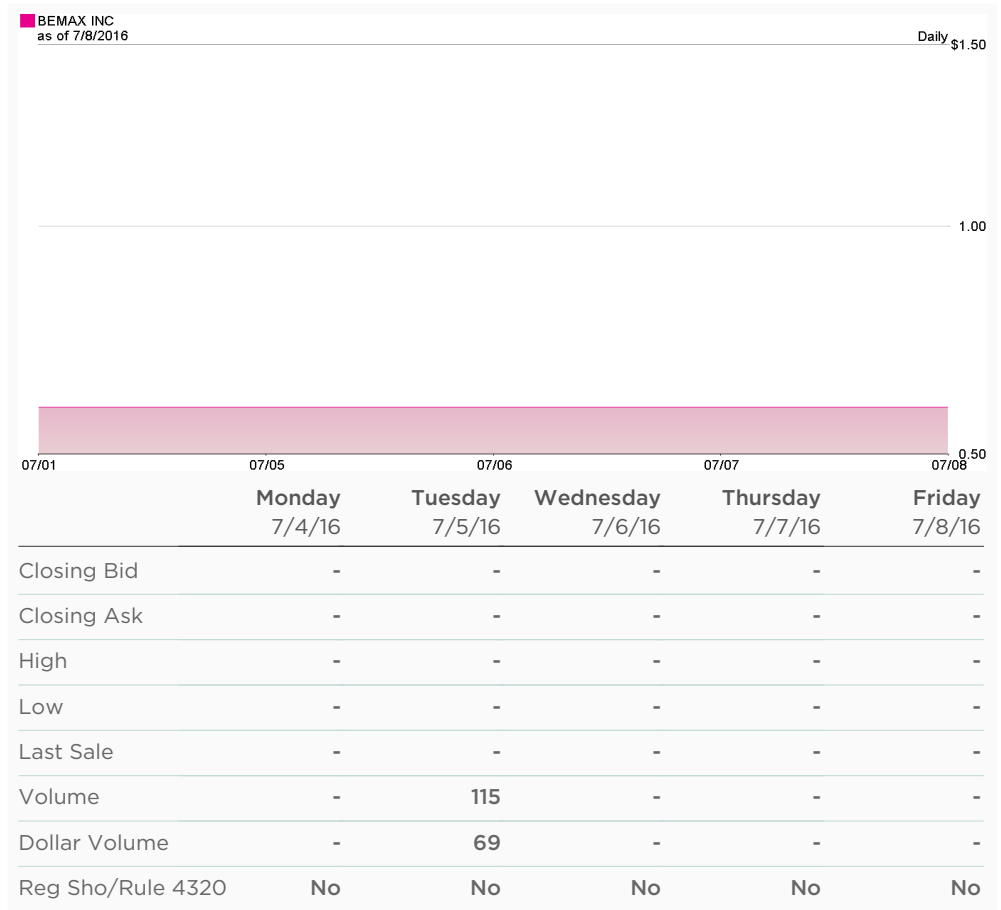 BEMAX INC
as of 7/8/2016
Daily
$1.50
1.00
0.50
07/01 07/05 07/06 07/07 07/08
Monday Tuesday Wednesday Thursday Friday
7/4/16 7/5/16 7/6/16 7/7/16 7/8/16
Closing Bid - - - - -
Closing Ask - - - - -
High - - - - -
Low - - - - -
Last Sale - - - - -
Volume - 115 - - -
Dollar Volume - 69 - - -
Reg Sho/Rule 4320 No No No No No